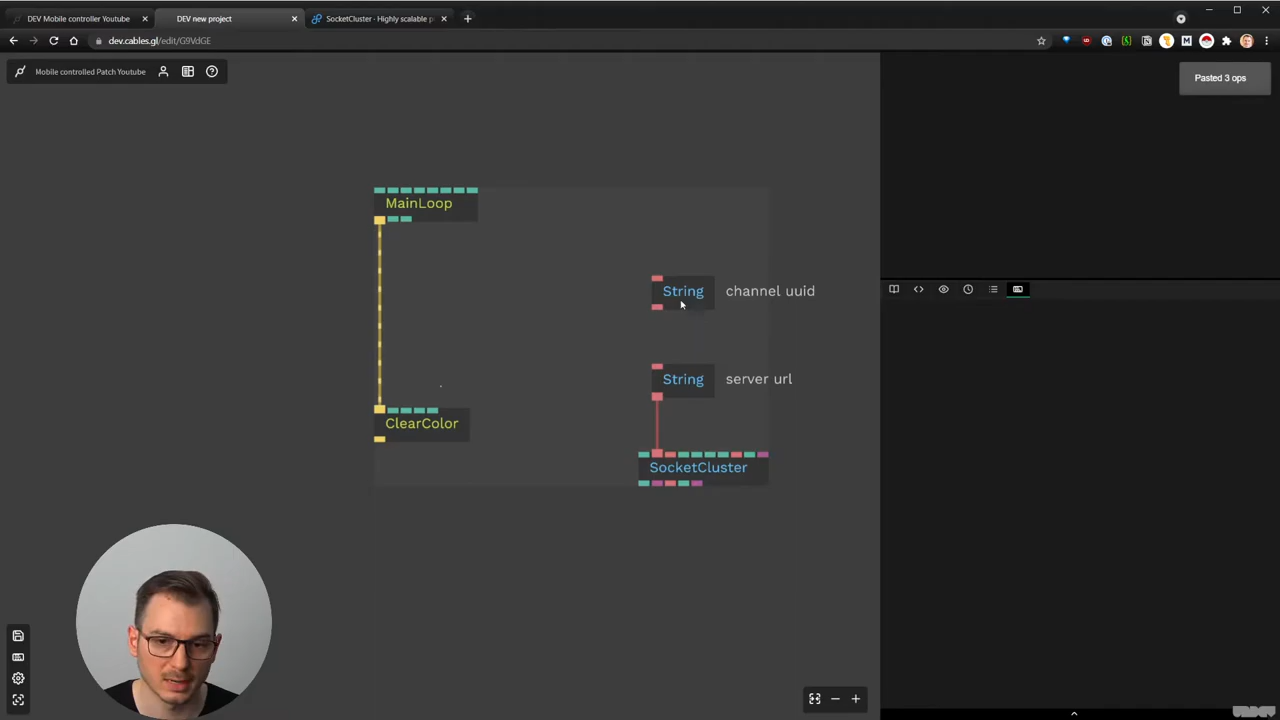 DEV Mobile controller Youtube
DEV new project
SocketCluster · Highly scalable p
dev.cables.gl/edit/G9VdGE
Mobile controlled Patch Youtube
Pasted 3 ops
MainLoop
String channel uuid
String server url
ClearColor
SocketCluster